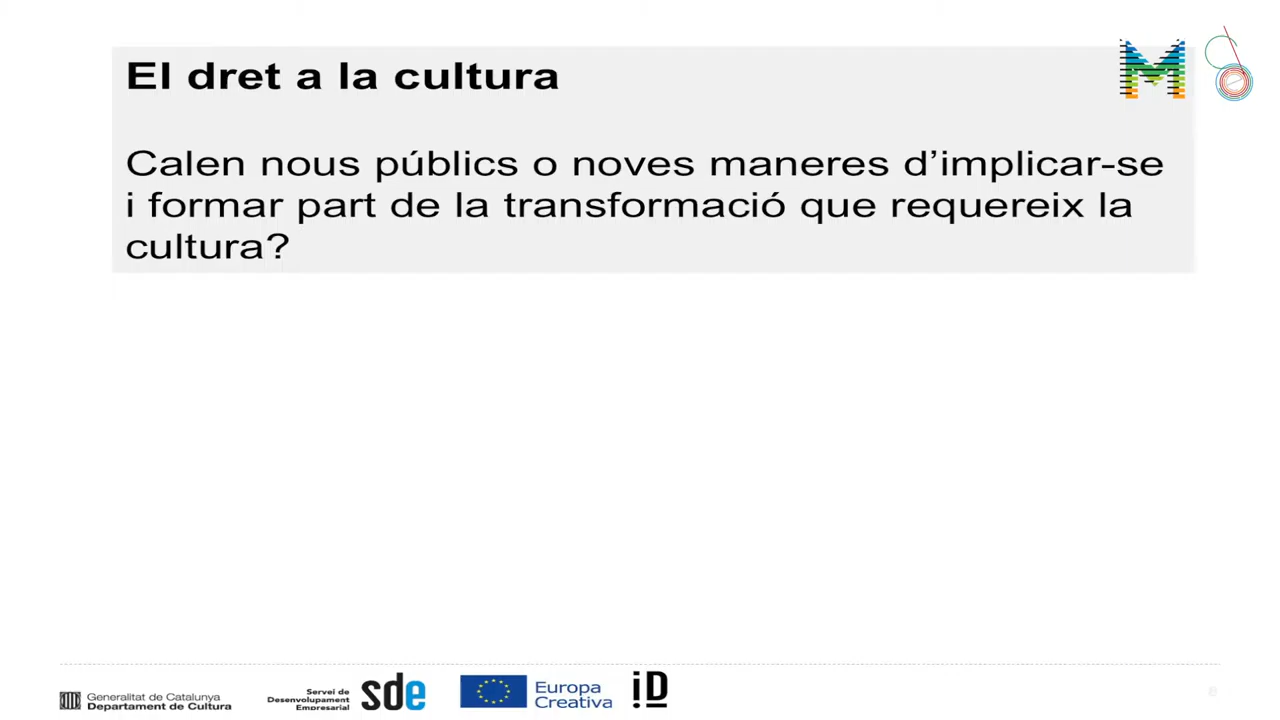 El dret a la cultura
Calen nous públics o noves maneres d’implicar-se
i formar part de la transformació que requereix la
cultura?
Generalitat de Catalunya
Departament de Cultura
Servei de
Desenvolupament
Empresarial
sde
Europa
Creativa
iD
8